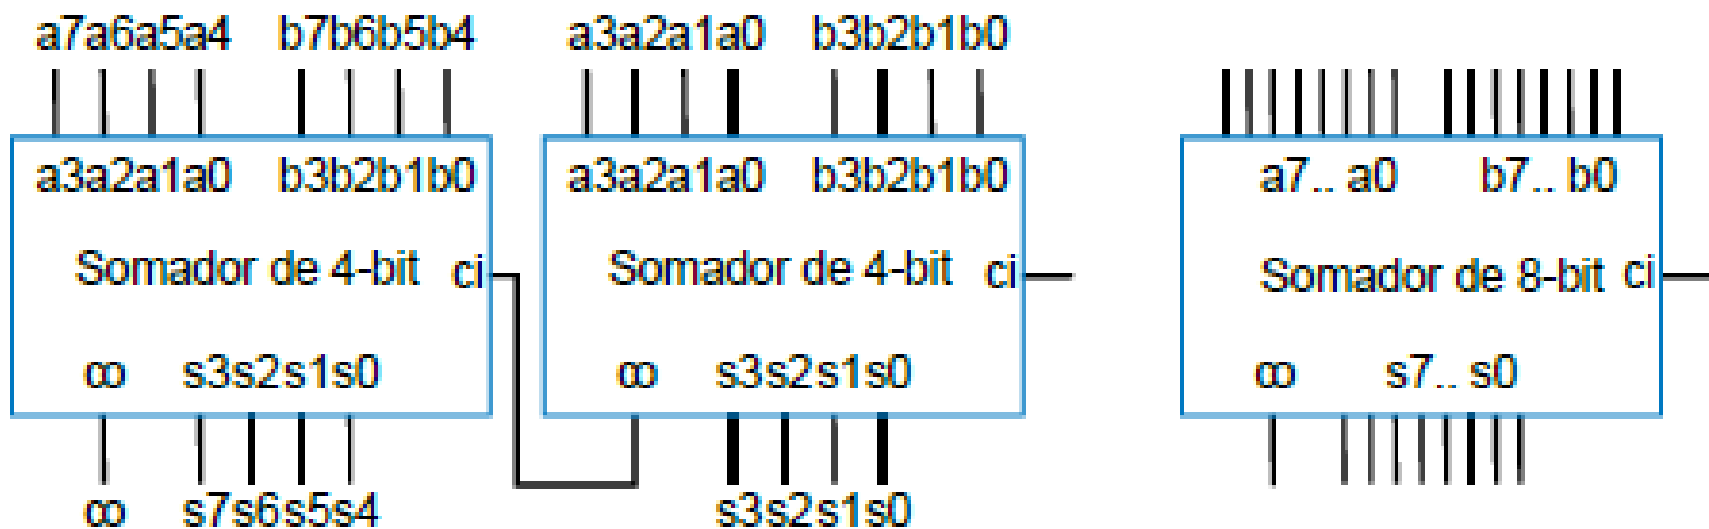 a7a6a5a4 b7b6b5b4 a3a2a1a0 b3b2b1b0
a3a2a1a0 b3b2b1b0 a3a2a1a0 b3b2b1b0 a7.. a0 b7.. b0
Somador de 4-bit ci Somador de 4-bit ci Somador de 8-bit ci
co s3s2s1s0 co s3s2s1s0 co s7.. s0
co s7s6s5s4 s3s2s1s0